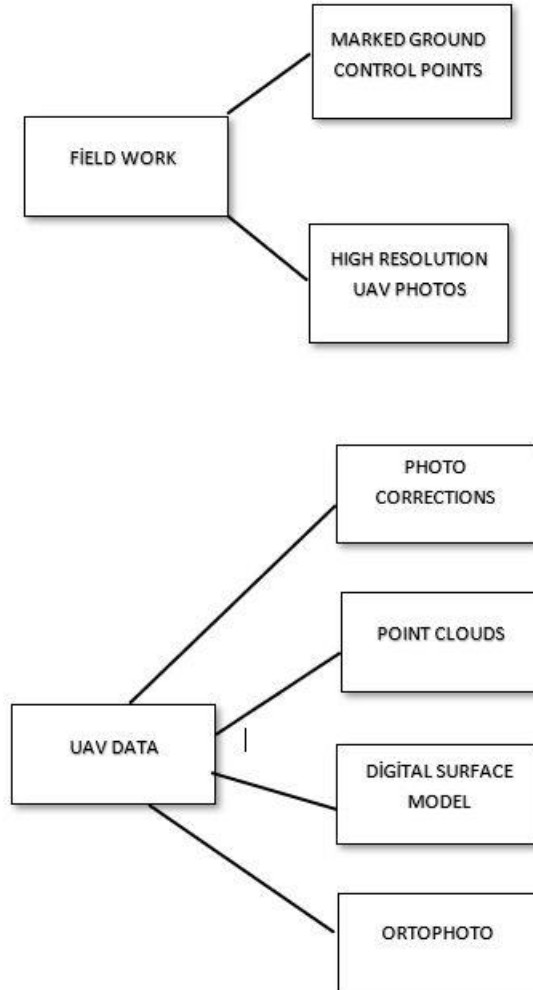 MARKED GROUND
CONTROL POINTS
FİELD WORK
HIGH RESOLUTION
UAV PHOTOS
PHOTO
CORRECTIONS
POINT CLOUDS
UAV DATA
DİGİTAL SURFACE
MODEL
ORTOPHOTO